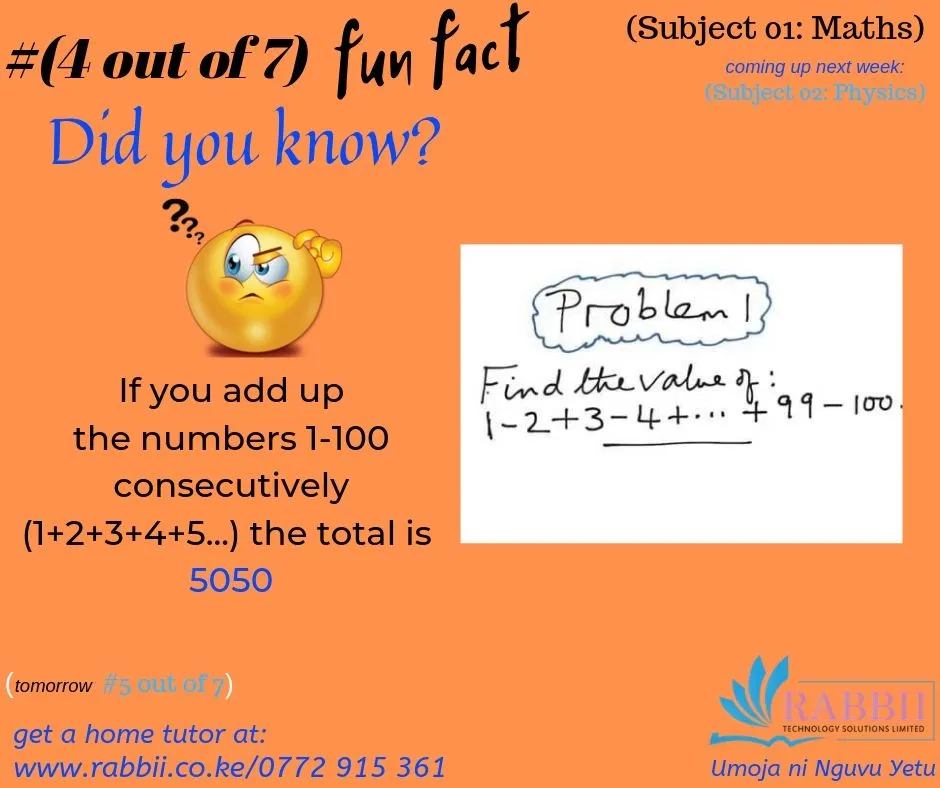 #(4 out of 7) fun fact
(Subject 01: Maths)
coming up next week:
(Subject 02: Physics)
Did you know?
? ? ?
If you add up
the numbers 1-100
consecutively
(1+2+3+4+5...) the total is
5050
Problem 1
Find the value of:
1-2+3-4+... +99-100.
(tomorrow #5 out of 7)
get a home tutor at:
www.rabbii.co.ke/0772 915 361
RABBII
TECHNOLOGY SOLUTIONS LIMITED
Umoja ni Nguvu Yetu